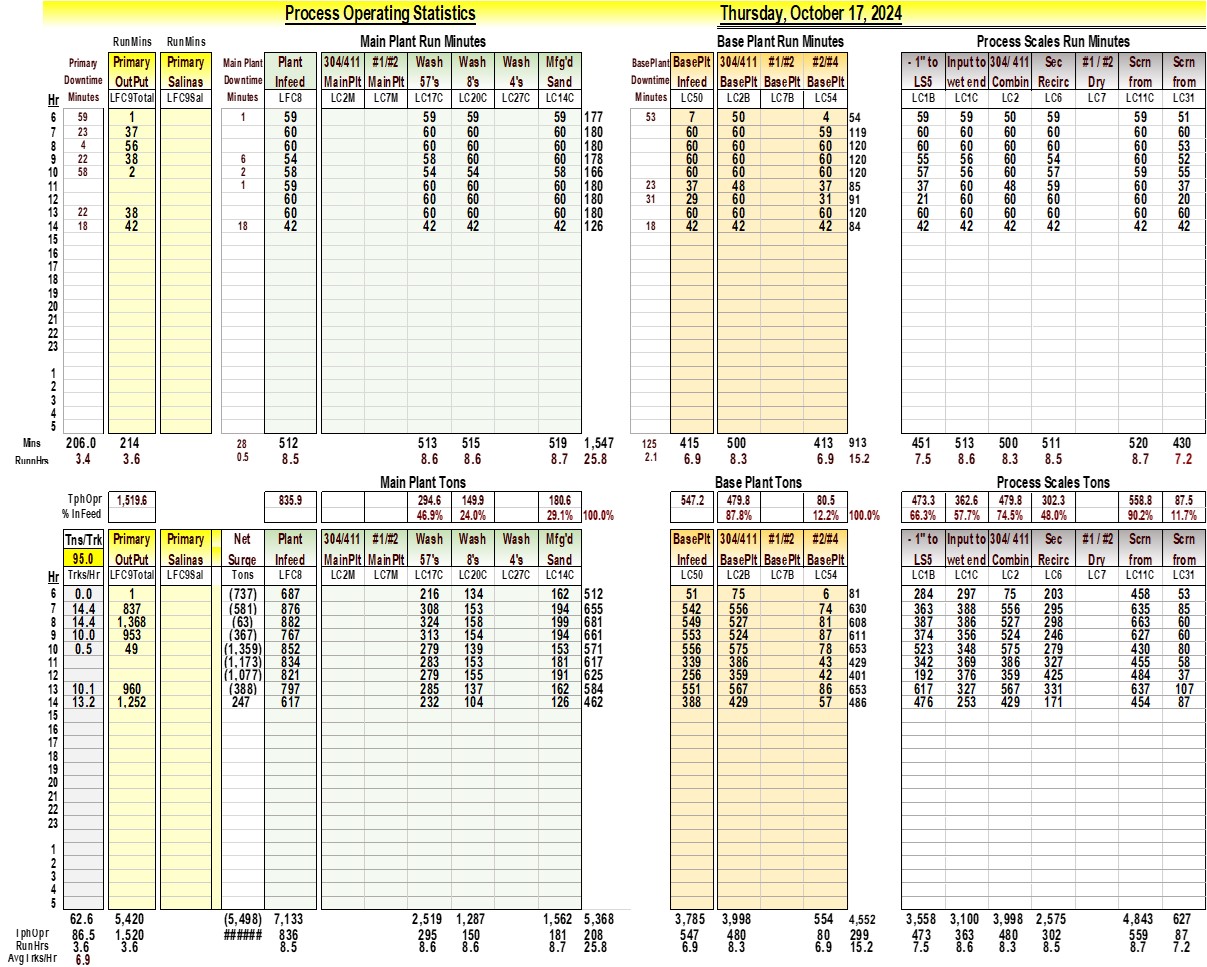 Process Operating Statistics Thursday, October 17, 2024
RunMins RunMins Main Plant Run Minutes Base Plant Run Minutes Process Scales Run Minutes
Primary Primary Primary Main Plant Plant 304/411 #1/#2 Wash Wash Wash Mfg'd BasePlant BasePlt 304/411 #1/#2 #2/#4 - 1" to Input to 304/ 411 Sec #1 / #2 Scrn Scrn
Downtime OutPut Salinas Downtime Infeed MainPlt MainPlt 57's 8's 4's Sand Downtime Infeed BasePlt BasePlt BasePlt LS5 wet end Combin Recirc Dry from from
Hr Minutes LFC9Total LFC9Sal Minutes LFC8 LC2M LC7M LC17C LC20C LC27C LC14C Minutes LC50 LC2B LC7B LC54 LC1B LC1C LC2 LC6 LC7 LC11C LC31
6 59 1 1 59 59 59 59 177 53 7 50 4 54 59 59 50 59 59 51
7 23 37 60 60 60 60 180 60 60 59 119 60 60 60 60 60 60
8 4 56 60 60 60 60 180 60 60 60 120 60 60 60 60 60 53
9 22 38 6 54 58 60 60 178 60 60 60 120 55 56 60 54 60 52
10 58 2 2 58 54 54 58 166 60 60 60 120 57 56 60 57 59 55
11 1 59 60 60 60 180 23 37 48 37 85 37 60 48 59 60 37
12 60 60 60 60 180 31 29 60 31 91 21 60 60 60 60 20
13 22 38 60 60 60 60 180 60 60 60 120 60 60 60 60 60 60
14 18 42 18 42 42 42 42 126 18 42 42 42 84 42 42 42 42 42 42
15
16
17
18
19
20
21
22
23
1
2
3
4
5
Mins 206.0 214 28 512 513 515 519 1,547 125 415 500 413 913 451 513 500 511 520 430
RunnHrs 3.4 3.6 0.5 8.5 8.6 8.6 8.7 25.8 2.1 6.9 8.3 6.9 15.2 7.5 8.6 8.3 8.5 8.7 7.2
Main Plant Tons Base Plant Tons Process Scales Tons
TphOpr 1,519.6 835.9 294.6 149.9 180.6 547.2 479.8 80.5 473.3 362.6 479.8 302.3 558.8 87.5
% InFeed 46.9% 24.0% 29.1% 100.0% 87.8% 12.2% 100.0% 66.3% 57.7% 74.5% 48.0% 90.2% 11.7%
Tns/Trk Primary Primary Net Plant 304/411 #1/#2 Wash Wash Wash Mfg'd BasePlt 304/411 #1/#2 #2/#4 - 1" to Input to 304/ 411 Sec #1 / #2 Scrn Scrn
95.0 OutPut Salinas Surge Infeed MainPlt MainPlt 57's 8's 4's Sand Infeed BasePlt BasePlt BasePlt LS5 wet end Combin Recirc Dry from from
Hr Trks/Hr LFC9Total LFC9Sal Tons LFC8 LC2M LC7M LC17C LC20C LC27C LC14C LC50 LC2B LC7B LC54 LC1B LC1C LC2 LC6 LC7 LC11C LC31
6 0.0 1 (737) 687 216 134 162 512 51 75 6 81 284 297 75 203 458 53
7 14.4 837 (581) 876 308 153 194 655 542 556 74 630 363 388 556 295 635 85
8 14.4 1,368 (63) 882 324 158 199 681 549 527 81 608 387 386 527 298 663 60
9 10.0 953 (367) 767 313 154 194 661 553 524 87 611 374 356 524 246 627 60
10 0.5 49 (1,359) 852 279 139 153 571 556 575 78 653 523 348 575 279 430 80
11 (1,173) 834 283 153 181 617 339 386 43 429 342 369 386 327 455 58
12 (1,077) 821 279 155 191 625 256 359 42 401 192 376 359 425 484 37
13 10.1 960 (388) 797 285 137 162 584 551 567 86 653 617 327 567 331 637 107
14 13.2 1,252 247 617 232 104 126 462 388 429 57 486 476 253 429 171 454 87
15
16
17
18
19
20
21
22
23
1
2
3
4
5
62.6 5,420 (5,498) 7,133 2,519 1,287 1,562 5,368 3,785 3,998 554 4,552 3,558 3,100 3,998 2,575 4,843 627
TphOpr 86.5 1,520 ###### 836 295 150 181 208 547 480 80 299 473 363 480 302 559 87
RunHrs 3.6 3.6 8.5 8.6 8.6 8.7 25.8 6.9 8.3 6.9 15.2 7.5 8.6 8.3 8.5 8.7 7.2
AvgTrks/Hr 6.9